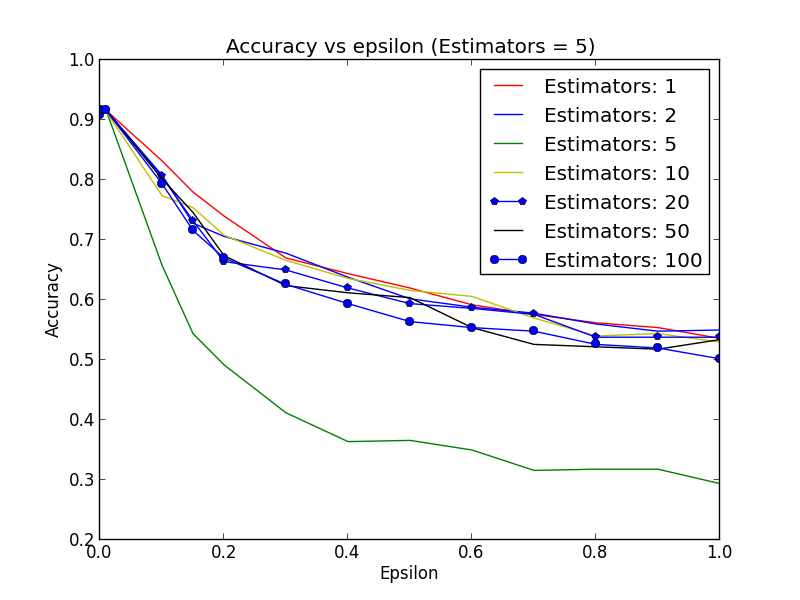 Accuracy vs epsilon (Estimators = 5)
1.0
0.9
0.8
0.7
0.6
0.5
0.4
0.3
0.2
Accuracy
Estimators: 1
Estimators: 2
Estimators: 5
Estimators: 10
Estimators: 20
Estimators: 50
Estimators: 100
0.0 0.2 0.4 0.6 0.8 1.0
Epsilon